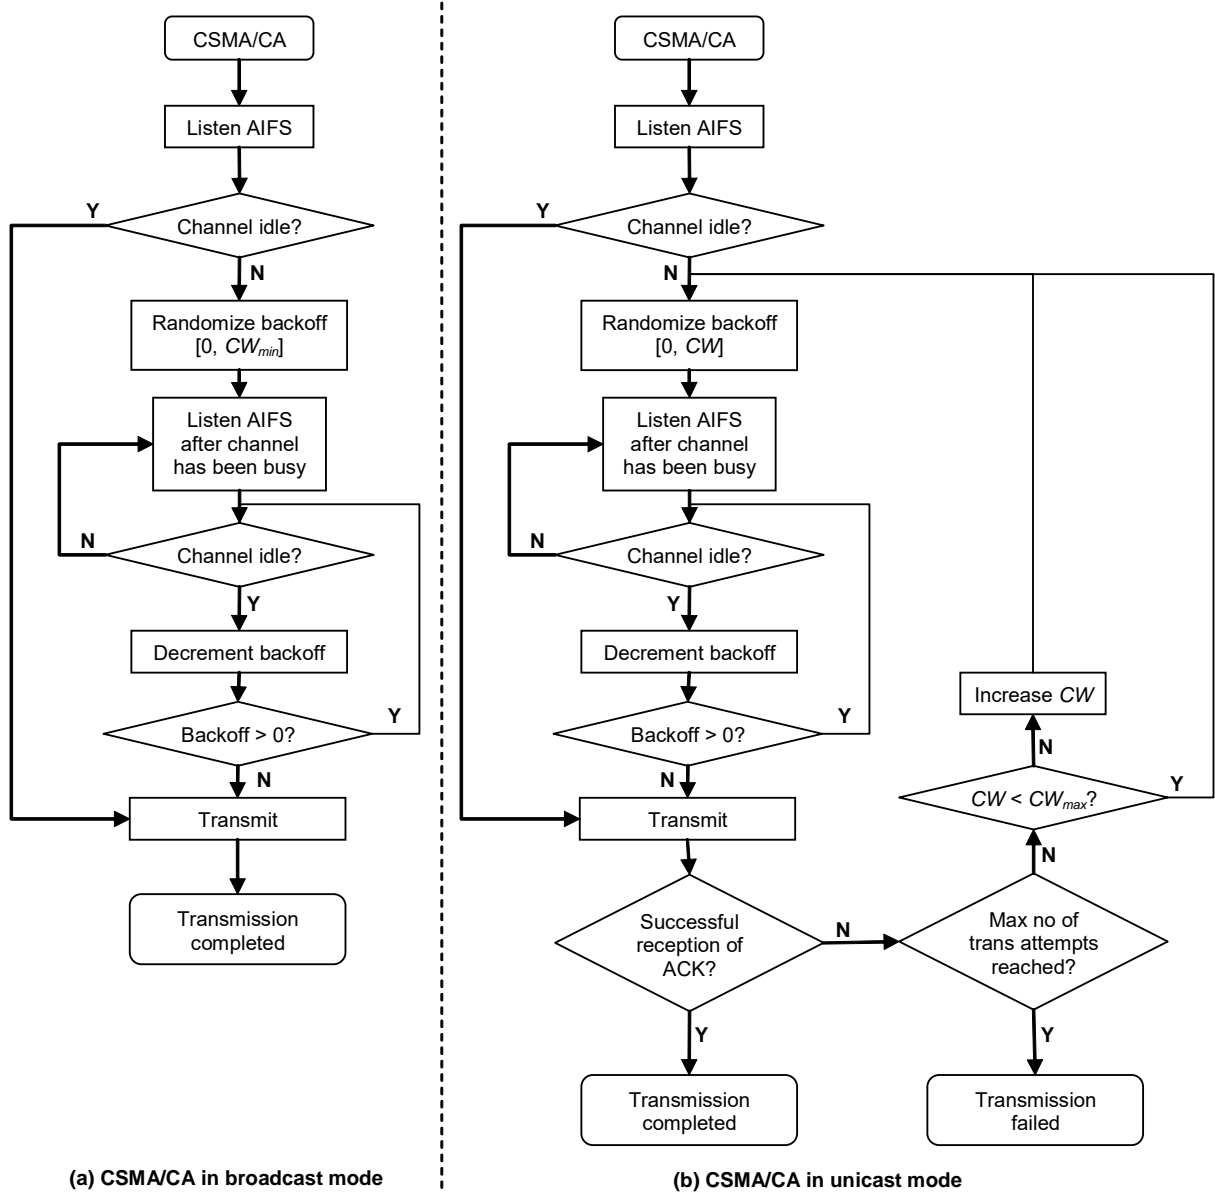 CSMA/CA
Listen AIFS
Channel idle?
Y
N
Randomize backoff
[0, CWmin]
Listen AIFS
after channel
has been busy
Channel idle?
N
Y
Decrement backoff
Backoff > 0?
Y
N
Transmit
Transmission
completed
(a) CSMA/CA in broadcast mode
CSMA/CA
Listen AIFS
Channel idle?
Y
N
Randomize backoff
[0, CW]
Listen AIFS
after channel
has been busy
Channel idle?
N
Y
Decrement backoff
Backoff > 0?
Y
N
Transmit
Successful
reception of
ACK?
N
Y
Transmission
completed
Increase CW
N
CW < CWmax?
Y
N
Max no of
trans attempts
reached?
Y
Transmission
failed
(b) CSMA/CA in unicast mode